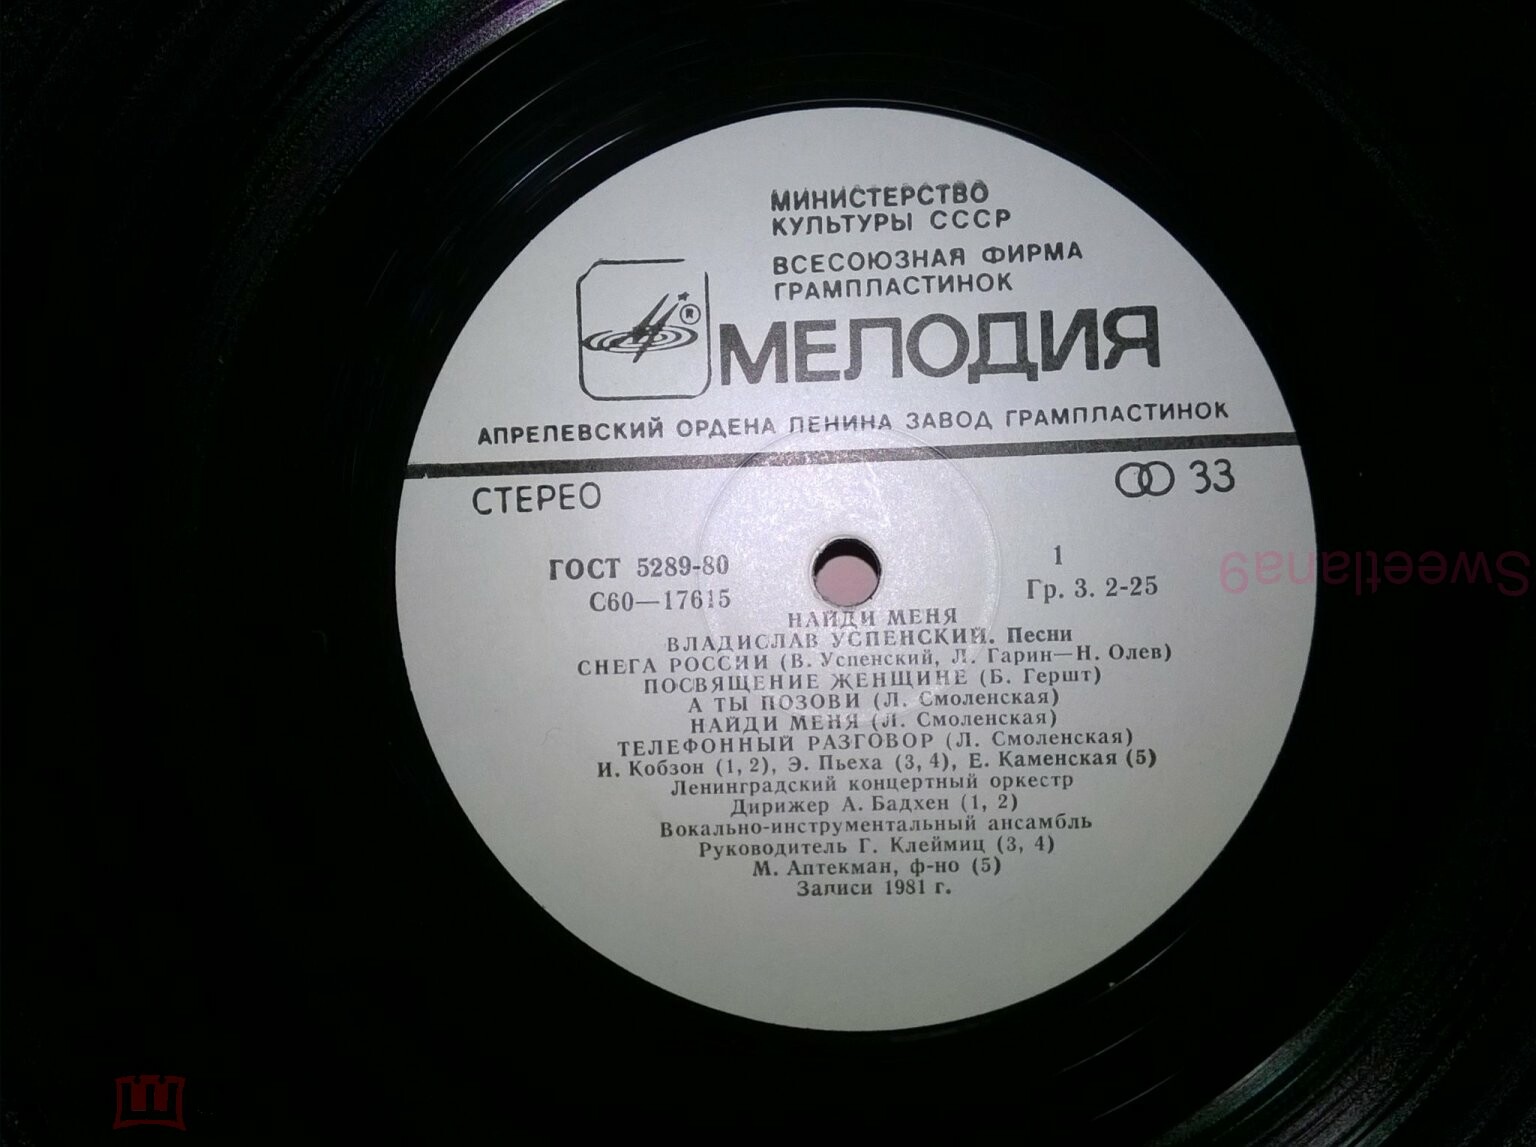 МИНИСТЕРСТВО
КУЛЬТУРЫ СССР
ВСЕСОЮЗНАЯ ФИРМА
ГРАМПЛАСТИНОК
® МЕЛОДИЯ
АПРЕЛЕВСКИЙ ОРДЕНА ЛЕНИНА ЗАВОД ГРАМПЛАСТИНОК
СТЕРЕО 33
ГОСТ 5289-80 1
С60—17615 Гр. 3. 2-25
НАЙДИ МЕНЯ
ВЛАДИСЛАВ УСПЕНСКИЙ. Песни
СНЕГА РОССИИ (В. Успенский, Л. Гарин—Н. Олев)
ПОСВЯЩЕНИЕ ЖЕНЩИНЕ (Б. Гершт)
А ТЫ ПОЗОВИ (Л. Смоленская)
НАЙДИ МЕНЯ (Л. Смоленская)
ТЕЛЕФОННЫЙ РАЗГОВОР (Л. Смоленская)
И. Кобзон (1, 2), Э. Пьеха (3, 4), Е. Каменская (5)
Ленинградский концертный оркестр
Дирижер А. Бадхен (1, 2)
Вокально-инструментальный ансамбль
Руководитель Г. Клеймиц (3, 4)
М. Аптекман, ф-но (5)
Записи 1981 г.
Sweetlana9